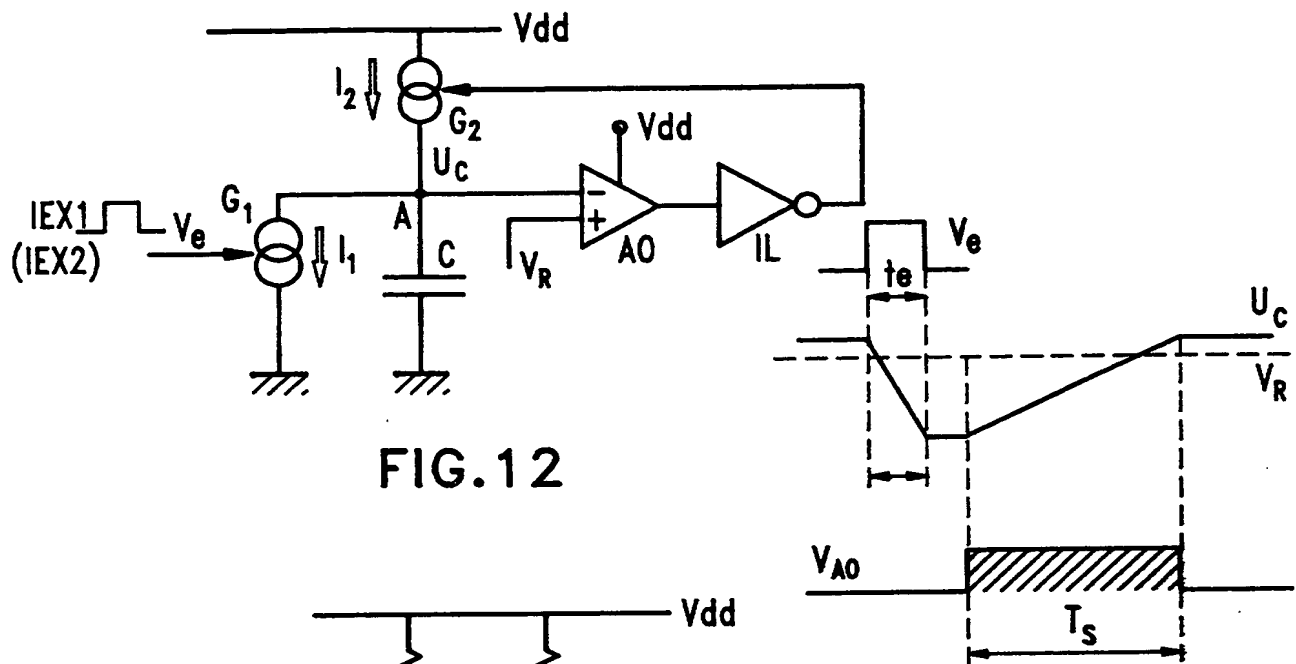 Vdd
I2
G2
Vdd
UC
IEX1
(IEX2)
Ve
G1
I1
A
C
VR
AO
IL
Ve
te
UC
VR
FIG.12
VAO
TS
Vdd